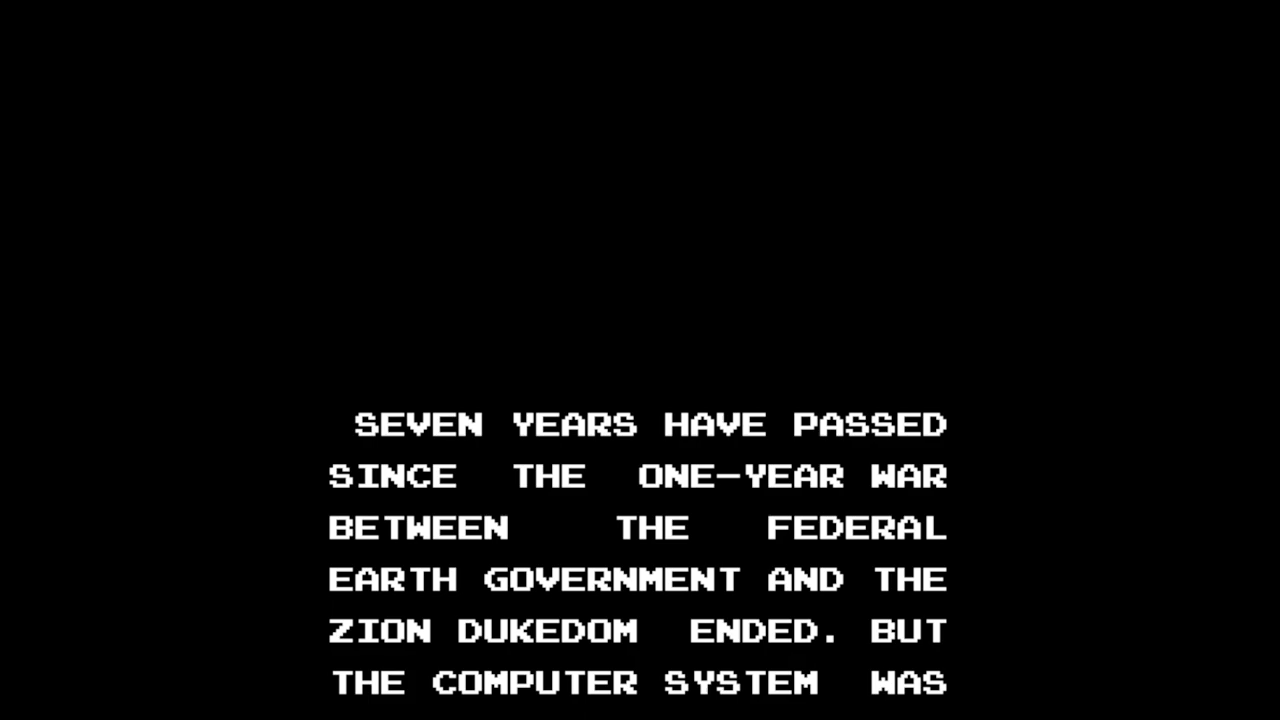 SEVEN YEARS HAVE PASSED
SINCE THE ONE-YEAR WAR
BETWEEN THE FEDERAL
EARTH GOVERNMENT AND THE
ZION DUKEDOM ENDED. BUT
THE COMPUTER SYSTEM WAS